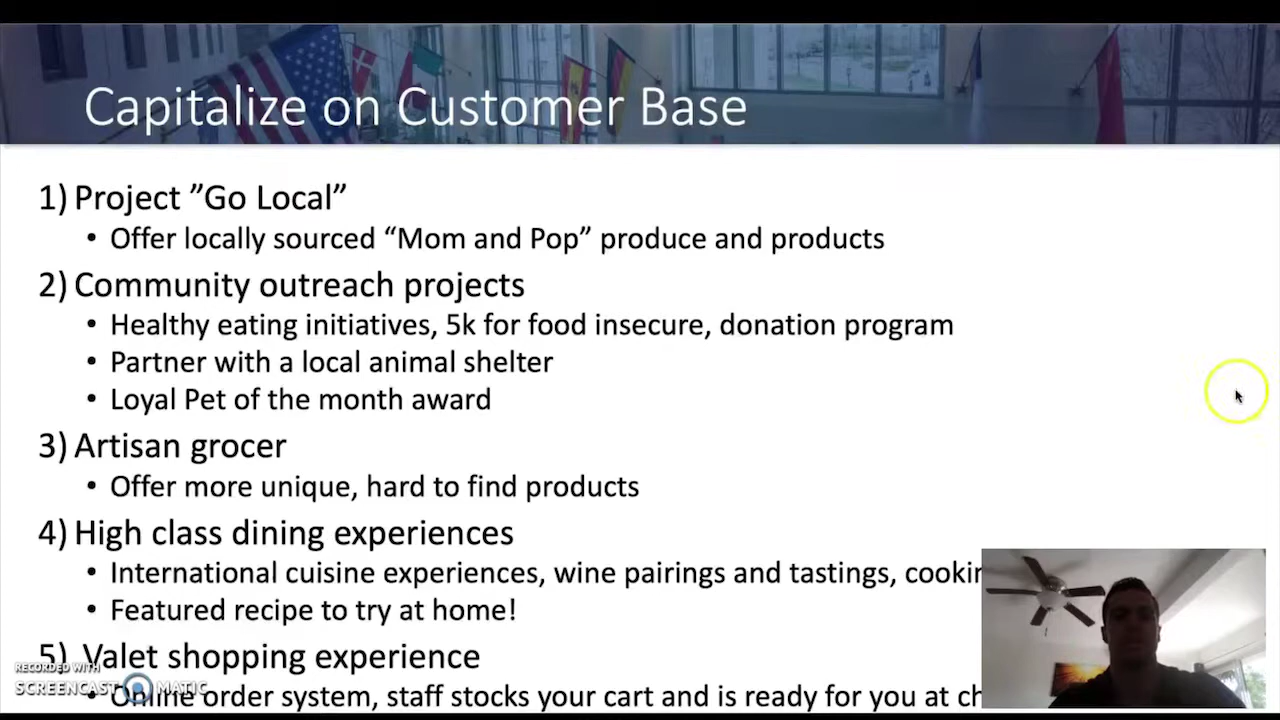 Capitalize on Customer Base
1) Project ”Go Local”
• Offer locally sourced “Mom and Pop” produce and products
2) Community outreach projects
• Healthy eating initiatives, 5k for food insecure, donation program
• Partner with a local animal shelter
• Loyal Pet of the month award
3) Artisan grocer
• Offer more unique, hard to find products
4) High class dining experiences
• International cuisine experiences, wine pairings and tastings,
• Featured recipe to try at home!
5) Valet shopping experience
• Online order system, staff stocks your cart and is ready for you at
RECORDED WITH
SCREENCAST MATIC